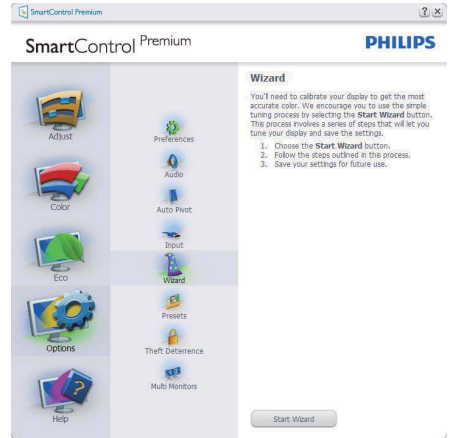 SmartControl Premium
? ×
SmartControl Premium
PHILIPS
Adjust
Color
Eco
Options
Help
Preferences
Audio
Auto Pivot
Input
Wizard
Presets
Theft Deterrence
Multi Monitors
Wizard
You'll need to calibrate your display to get the most
accurate color. We encourage you to use the simple
tuning process by selecting the Start Wizard button.
This process involves a series of steps that will let you
tune your display and save the settings.
1. Choose the Start Wizard button.
2. Follow the steps outlined in this process.
3. Save your settings for future use.
Start Wizard